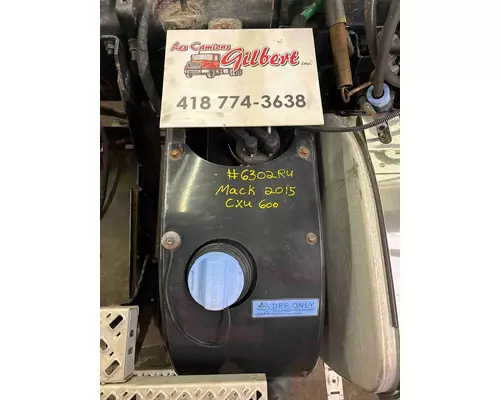 Les Camions
Gilbert inc.
418 774-3638
#6302RU
Mack 2015
CXU 600
DEF ONLY